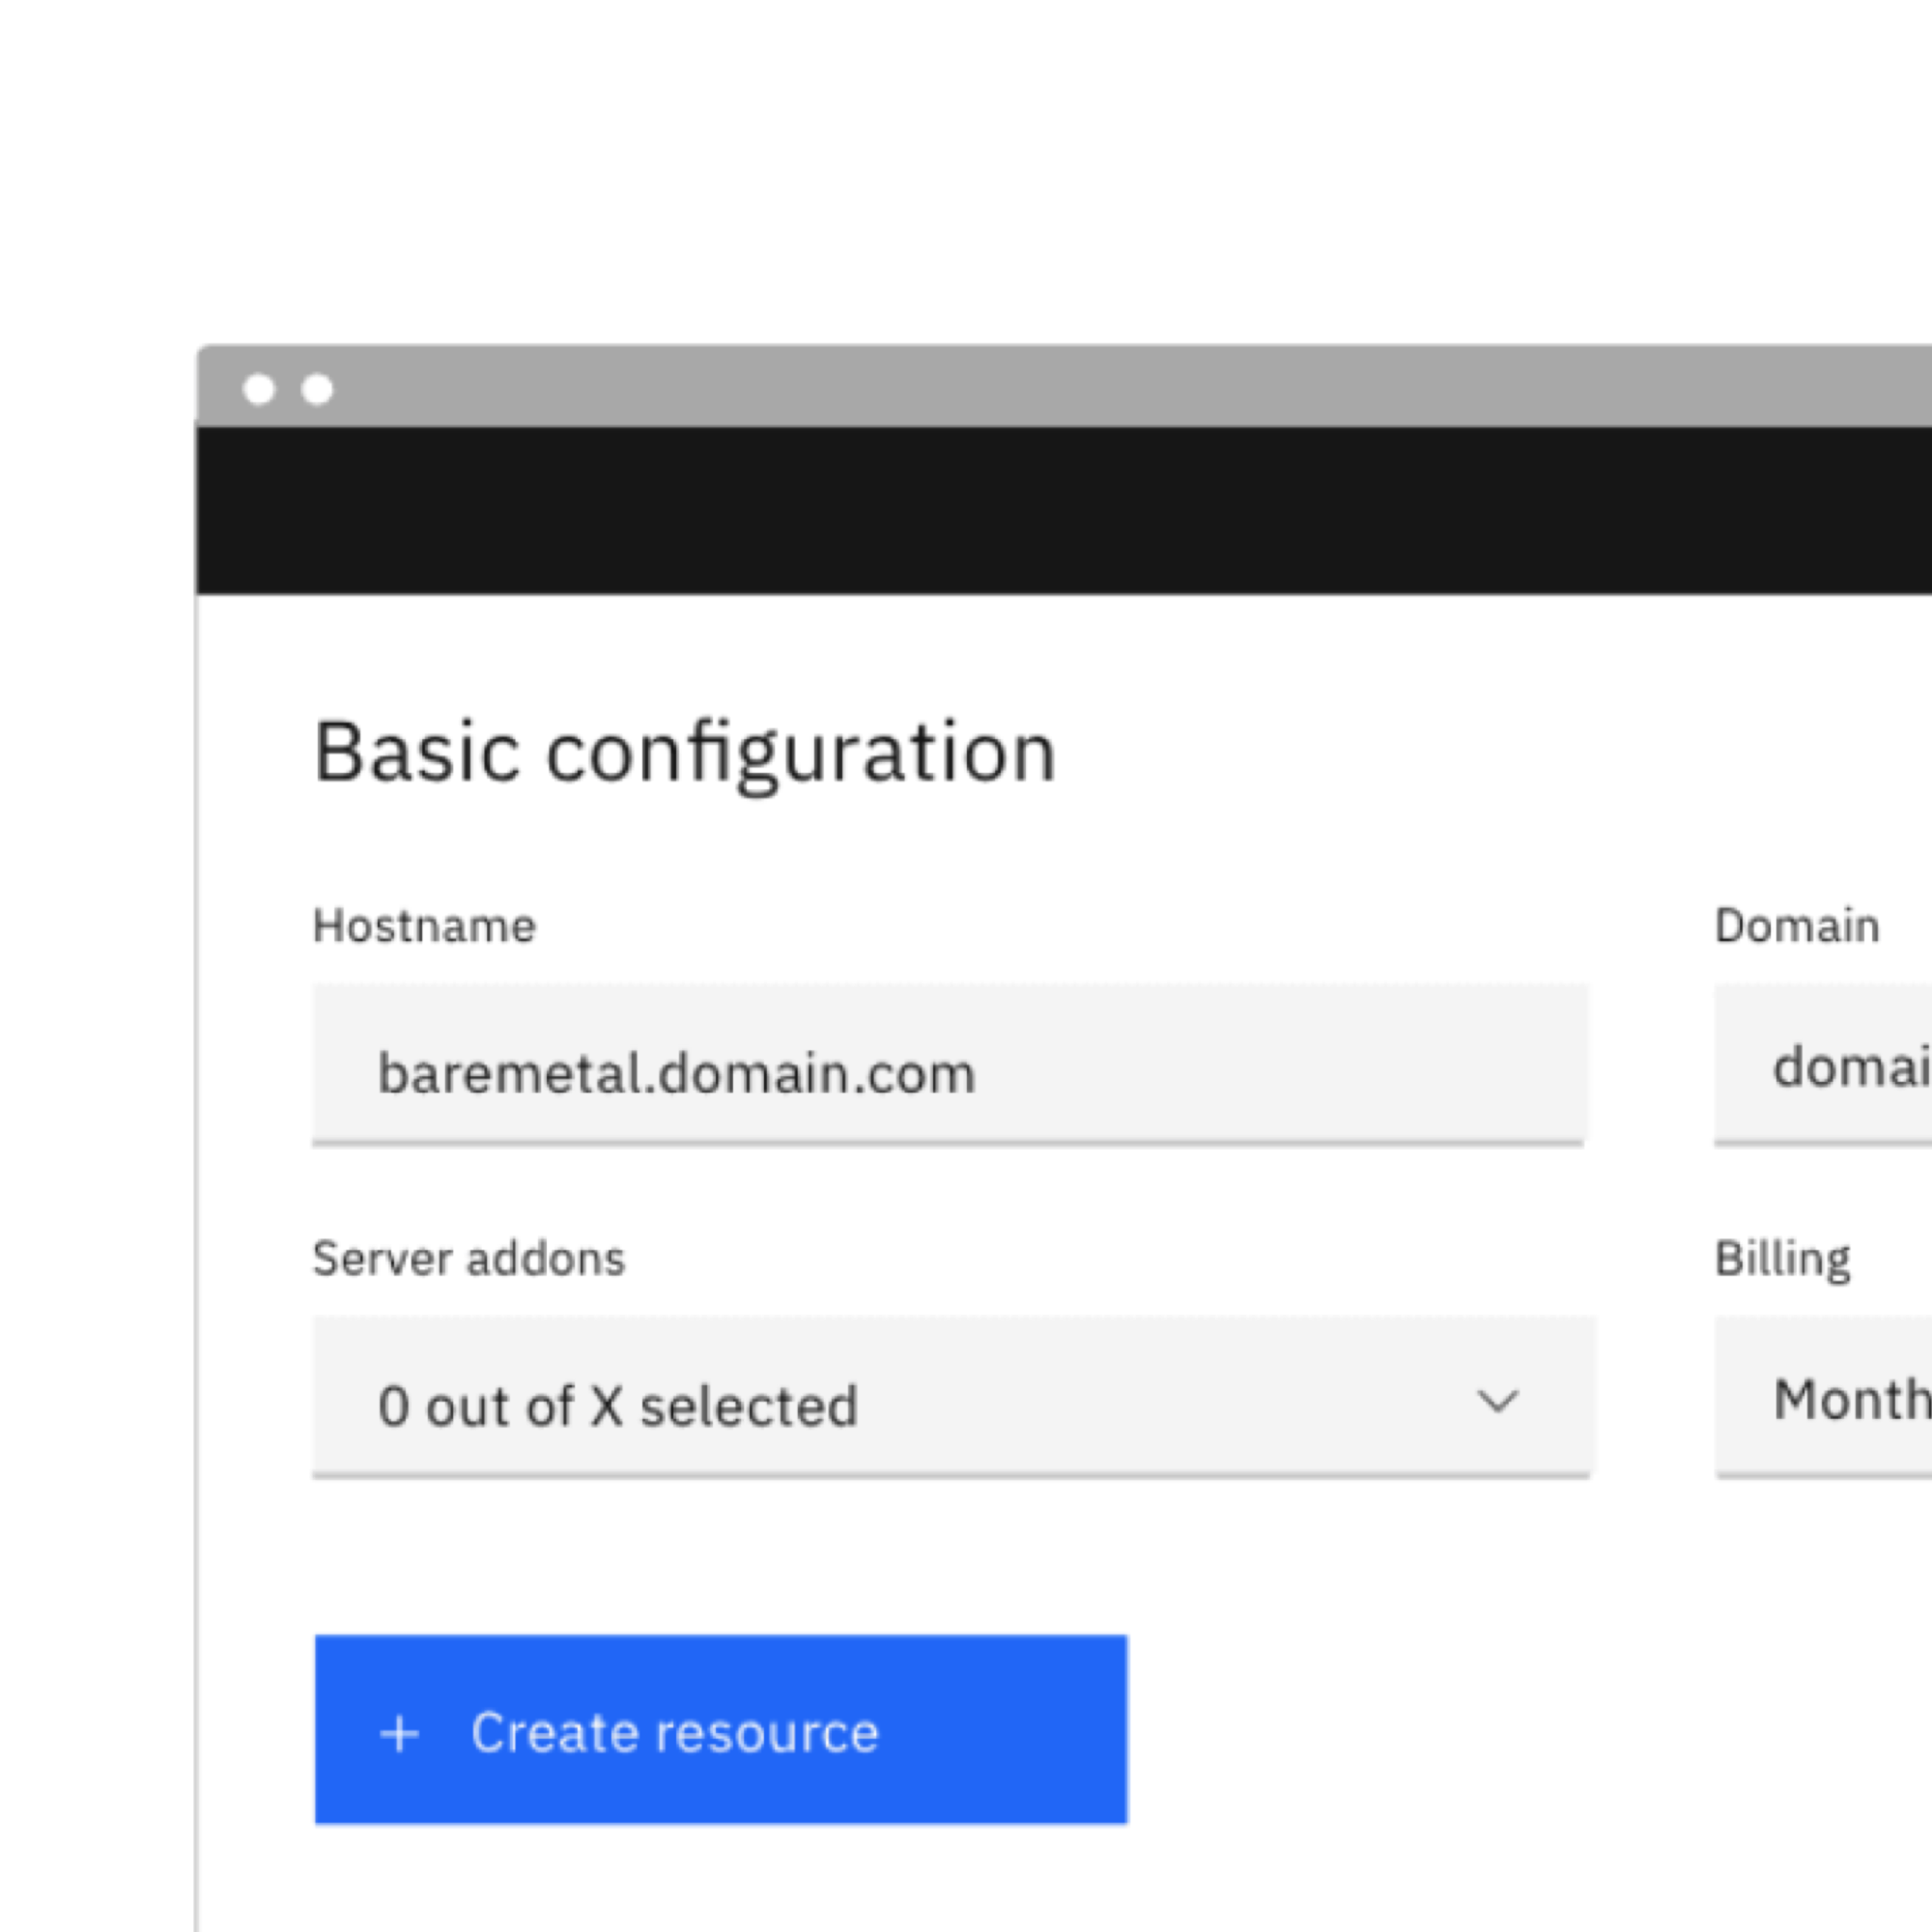 Basic configuration
Hostname
Domain
baremetal.domain.com
domai
Server addons
Billing
0 out of X selected
Month
+ Create resource